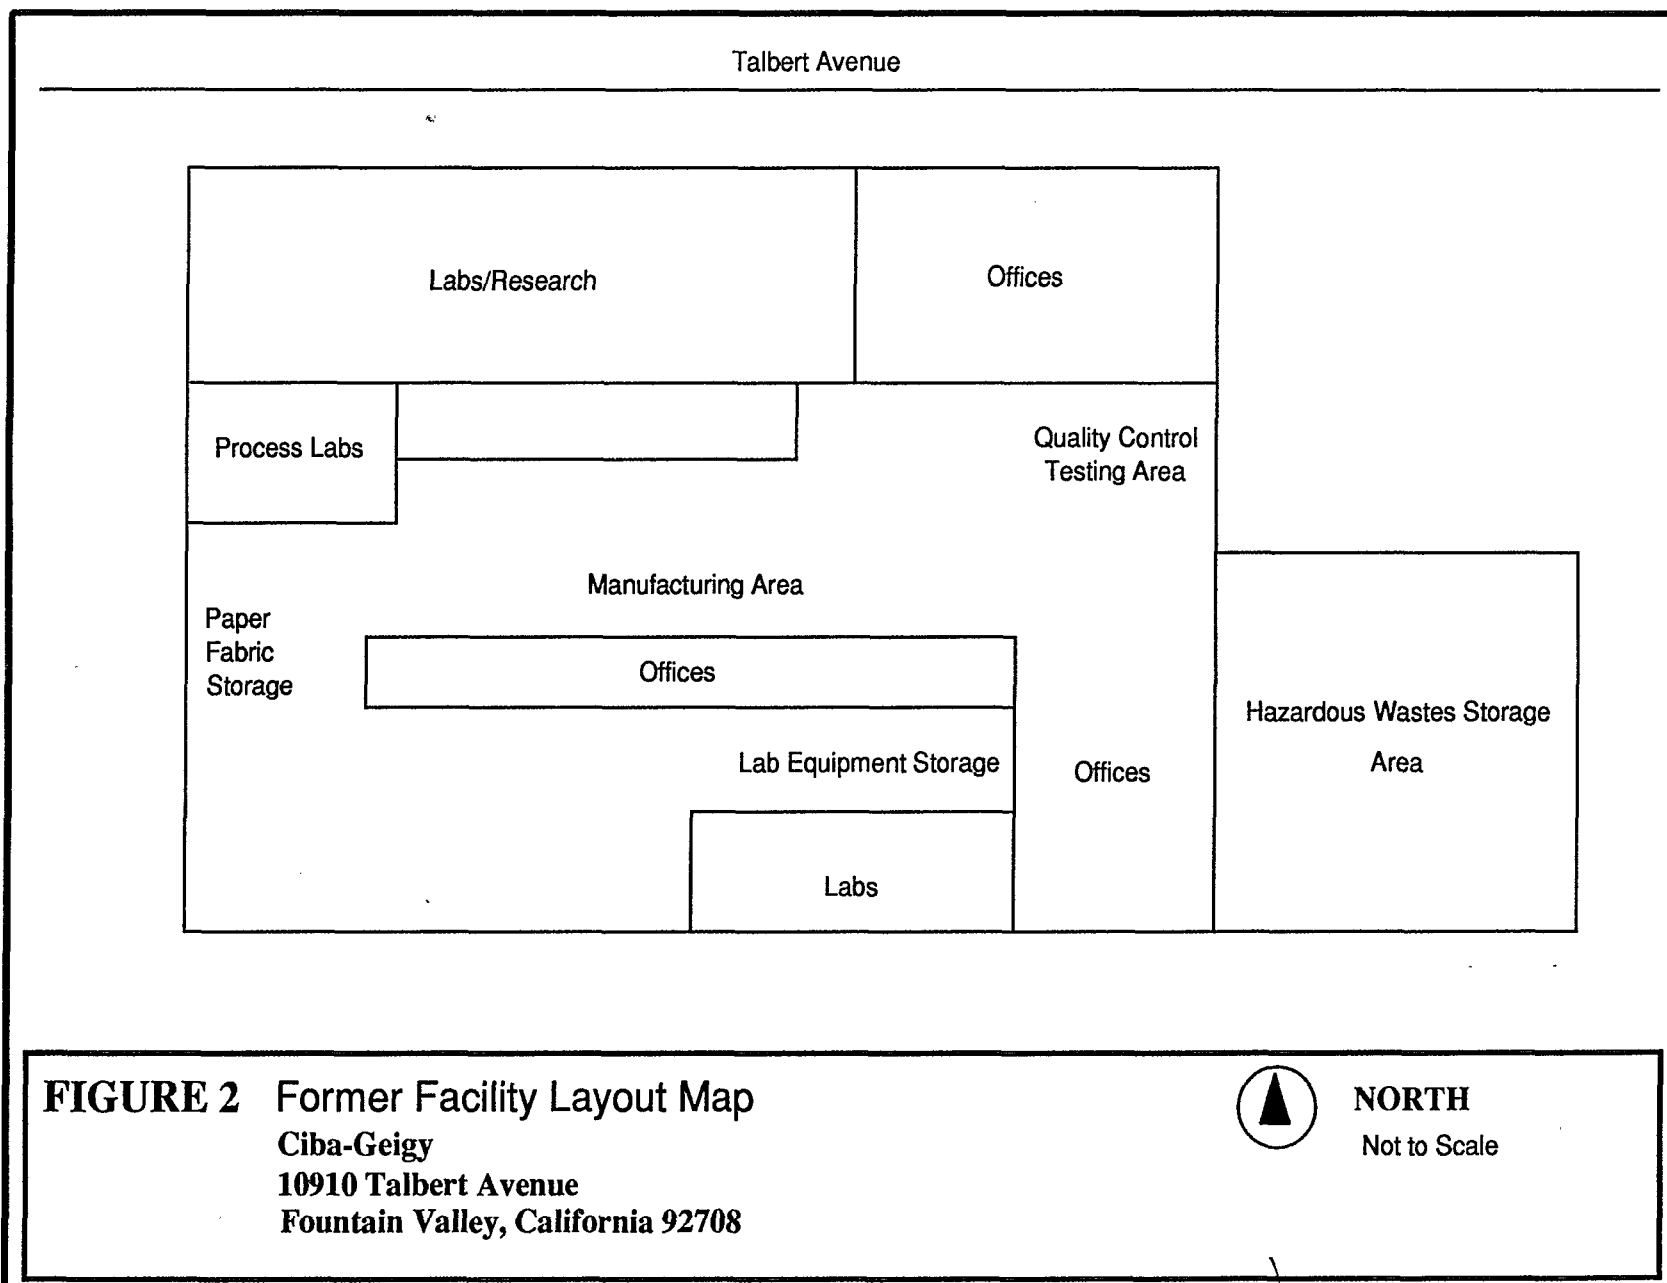 Talbert Avenue
Labs/Research
Offices
Process Labs
Quality Control
Testing Area
Manufacturing Area
Paper
Fabric
Storage
Offices
Lab Equipment Storage
Offices
Hazardous Wastes Storage
Area
Labs
FIGURE 2 Former Facility Layout Map
Ciba-Geigy
10910 Talbert Avenue
Fountain Valley, California 92708
NORTH
Not to Scale